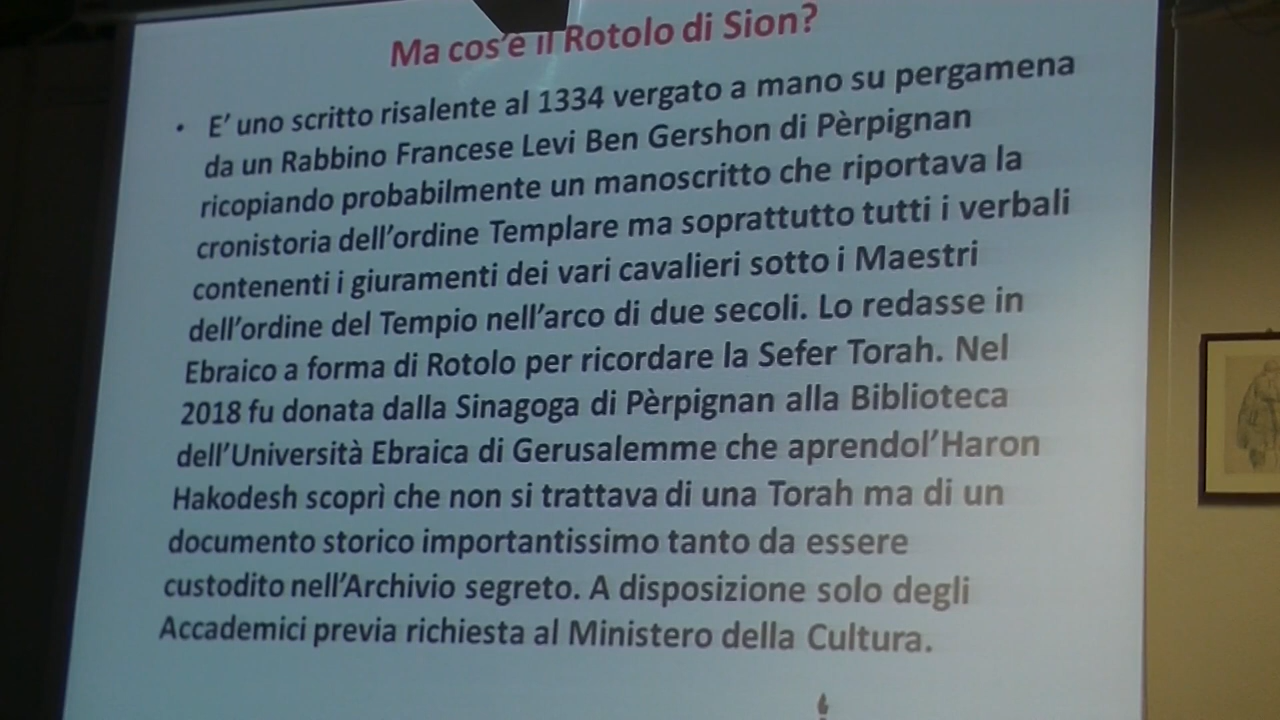 Ma cos'è il Rotolo di Sion?
• E' uno scritto risalente al 1334 vergato a mano su pergamena
da un Rabbino Francese Levi Ben Gershon di Pèrpignan
ricopiando probabilmente un manoscritto che riportava la
cronistoria dell'ordine Templare ma soprattutto tutti i verbali
contenenti i giuramenti dei vari cavalieri sotto i Maestri
dell'ordine del Tempio nell'arco di due secoli. Lo redasse in
Ebraico a forma di Rotolo per ricordare la Sefer Torah. Nel
2018 fu donata dalla Sinagoga di Pèrpignan alla Biblioteca
dell'Università Ebraica di Gerusalemme che aprendol'Haron
Hakodesh scoprì che non si trattava di una Torah ma di un
documento storico importantissimo tanto da essere
custodito nell'Archivio segreto. A disposizione solo degli
Accademici previa richiesta al Ministero della Cultura.